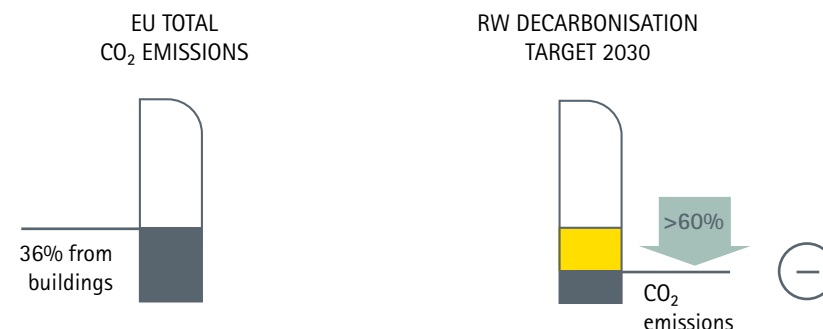 EU TOTAL
CO₂ EMISSIONS
RW DECARBONISATION
TARGET 2030
36% from
buildings
>60%
CO₂
emissions